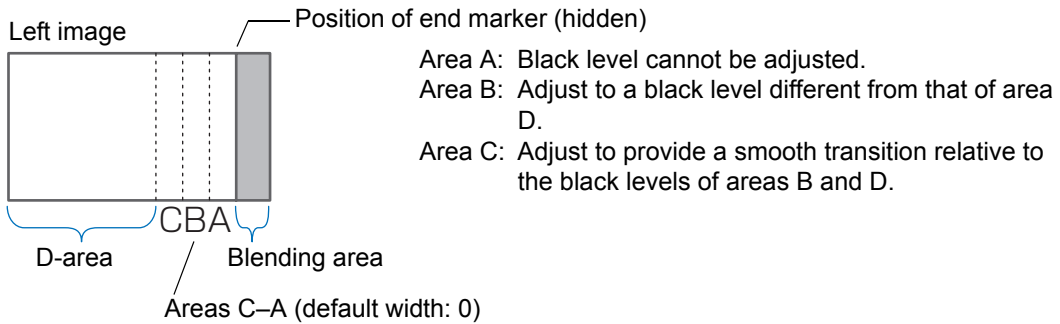 Position of end marker (hidden)
Left image
Area A: Black level cannot be adjusted.
Area B: Adjust to a black level different from that of area
D.
Area C: Adjust to provide a smooth transition relative to
the black levels of areas B and D.
CBA
D-area
Blending area
Areas C–A (default width: 0)